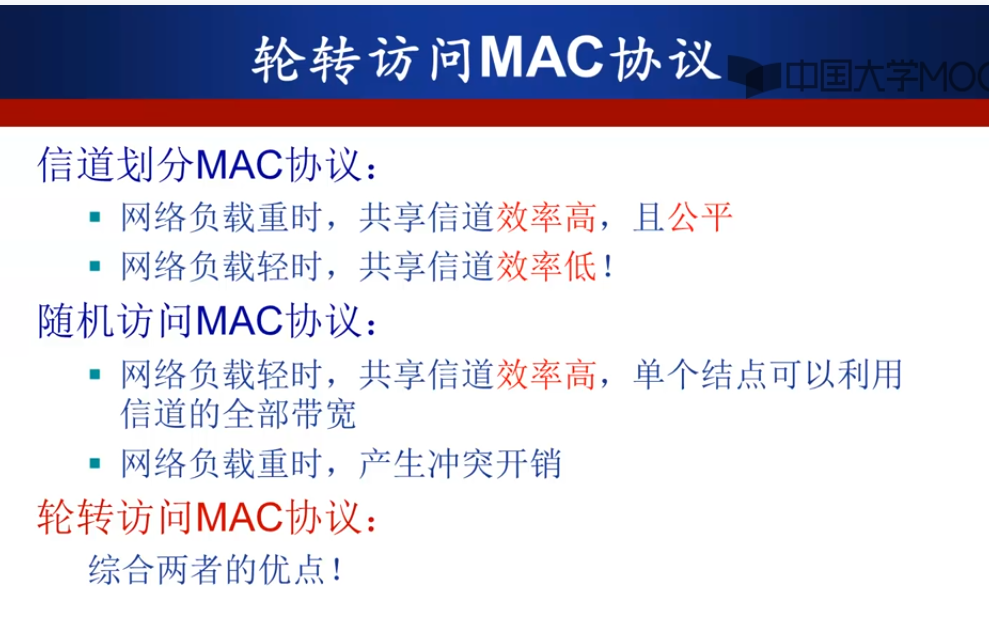 轮转访问MAC协议
中国大学MOO
信道划分MAC协议：
网络负载重时，共享信道效率高，且公平
网络负载轻时，共享信道效率低！
随机访问MAC协议：
网络负载轻时，共享信道效率高，单个结点可以利用
信道的全部带宽
网络负载重时，产生冲突开销
轮转访问MAC协议：
综合两者的优点！